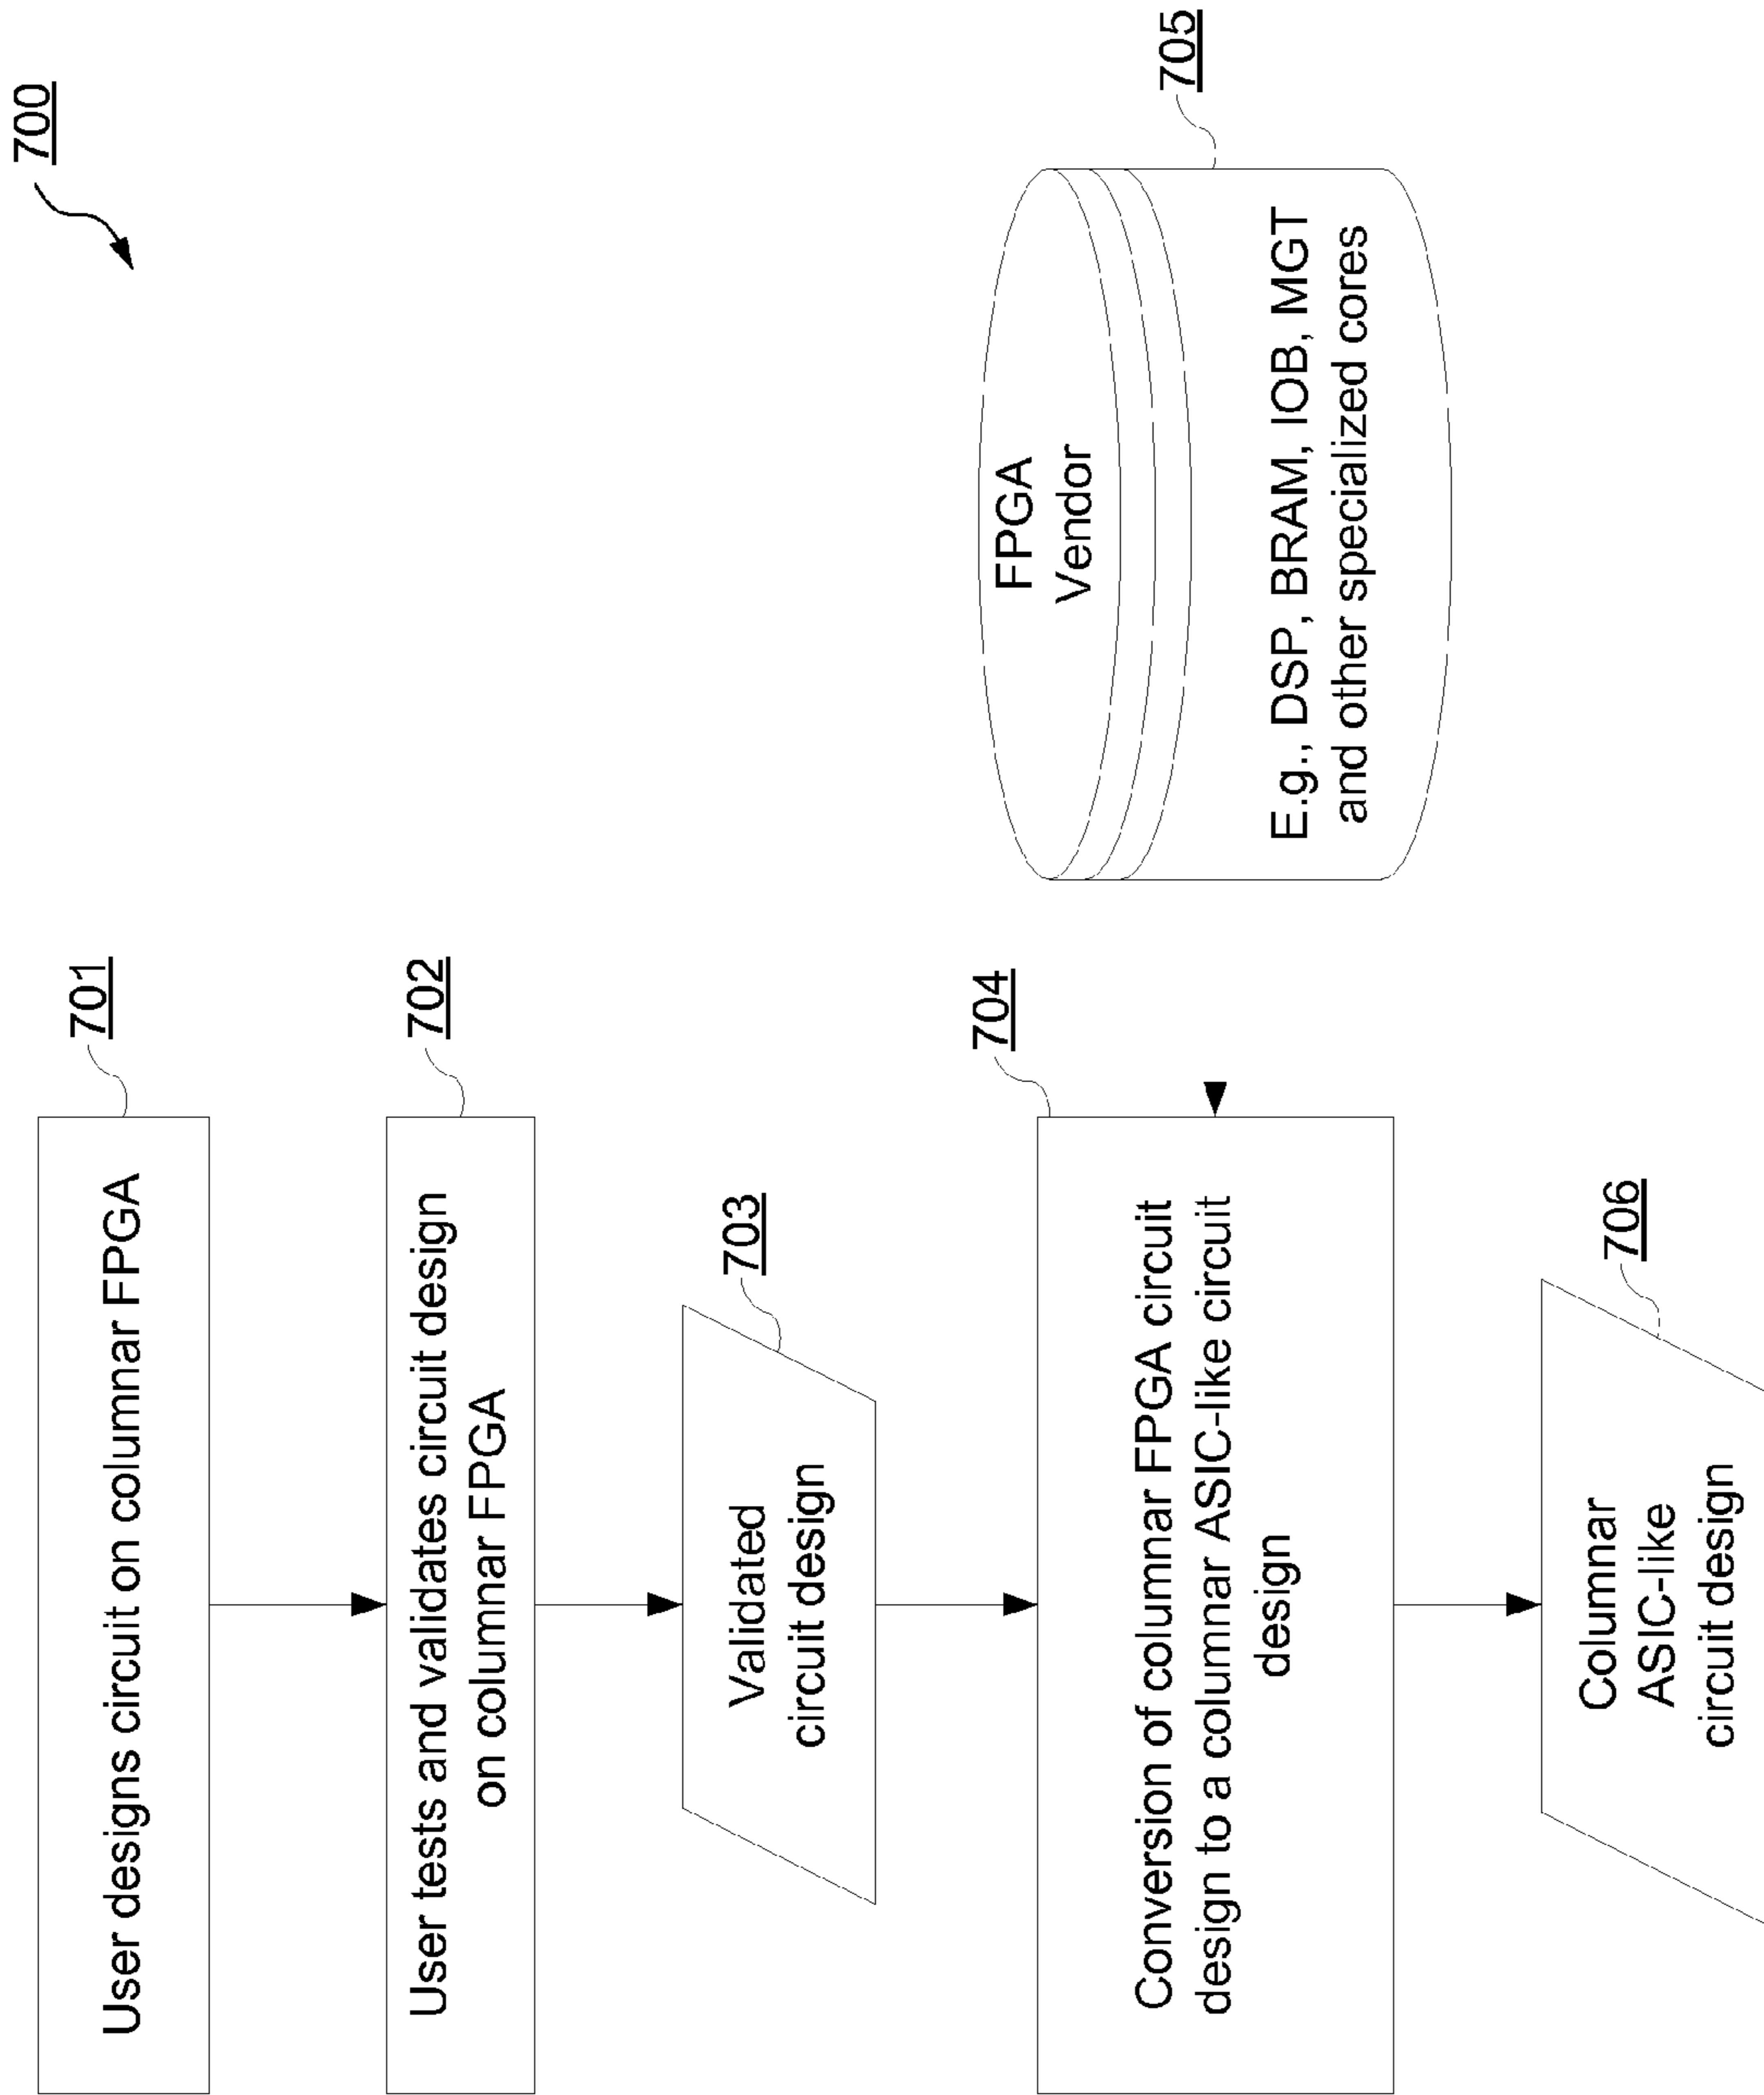 700
User designs circuit on columnar FPGA
701
User tests and validates circuit design
on columnar FPGA
702
Validated
circuit design
703
Conversion of columnar FPGA circuit
design to a columnar ASIC-like circuit
design
704
FPGA
Vendor
E.g., DSP, BRAM, IOB, MGT
and other specialized cores
705
Columnar
ASIC-like
circuit design
706